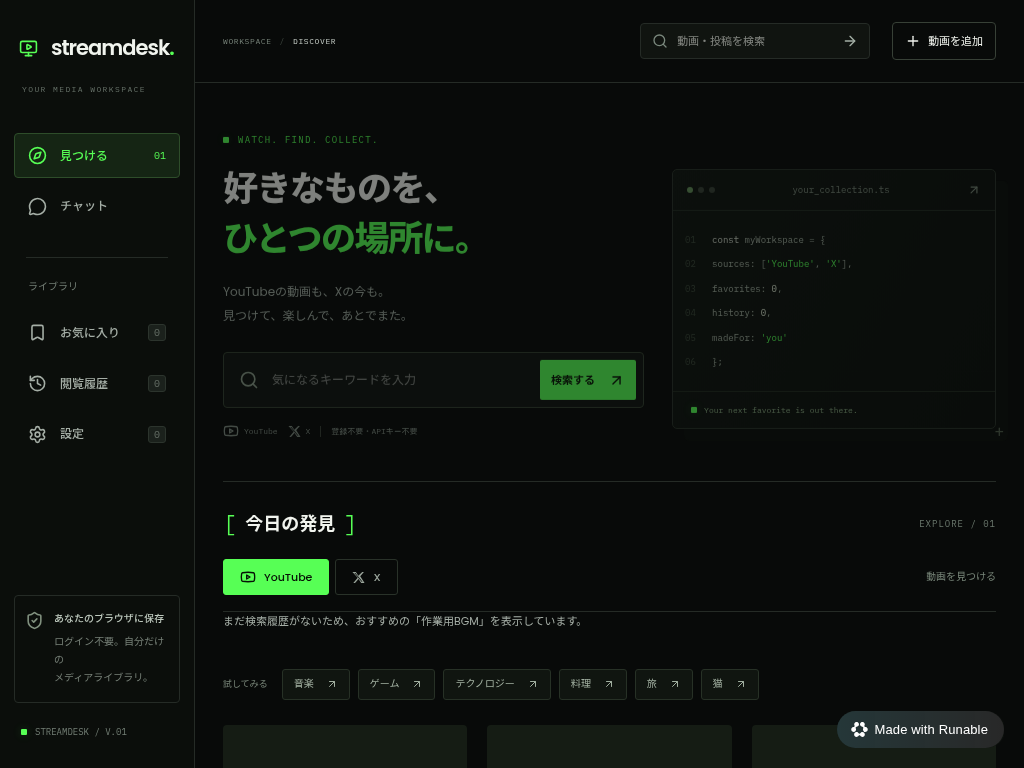 streamdesk.
YOUR MEDIA WORKSPACE
見つける 01
チャット
ライブラリ
お気に入り 0
閲覧履歴 0
設定 0
あなたのブラウザに保存
ログイン不要。自分だけ
の
メディアライブラリ。
STREAMDESK / V.01
WORKSPACE / DISCOVER
動画・投稿を検索
動画を追加
WATCH. FIND. COLLECT.
好きなものを、
ひとつの場所に。
YouTubeの動画も、Xの今も。
見つけて、楽しんで、あとでまた。
気になるキーワードを入力
検索する
YouTube X 登録不要・APIキー不要
your_collection.ts
01 const myWorkspace = {
02 sources: ['YouTube', 'X'],
03 favorites: 0,
04 history: 0,
05 madeFor: 'you'
06 };
Your next favorite is out there.
[ 今日の発見 ]
EXPLORE / 01
YouTube
X
動画を見つける
まだ検索履歴がないため、おすすめの「作業用BGM」を表示しています。
試してみる
音楽
ゲーム
テクノロジー
料理
旅
猫
Made with Runable